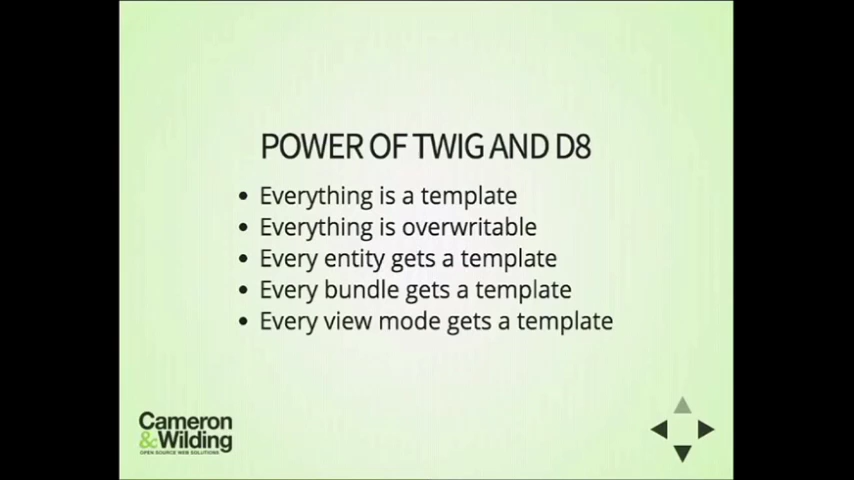 POWER OF TWIG AND D8
• Everything is a template
• Everything is overwritable
• Every entity gets a template
• Every bundle gets a template
• Every view mode gets a template
Cameron
&Wilding
OPEN SOURCE WEB SOLUTIONS